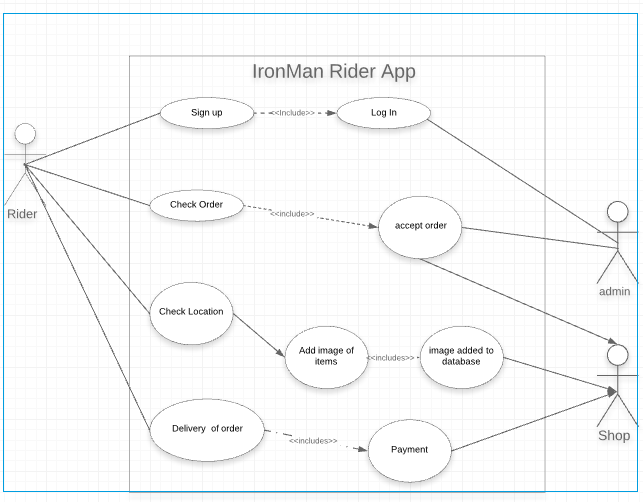 IronMan Rider App
Sign up
<<Include>>
Log In
Rider
Check Order
<<include>>
accept order
admin
Check Location
Add image of
items
<<includes>>
image added to
database
Shop
Delivery of order
<<includes>>
Payment